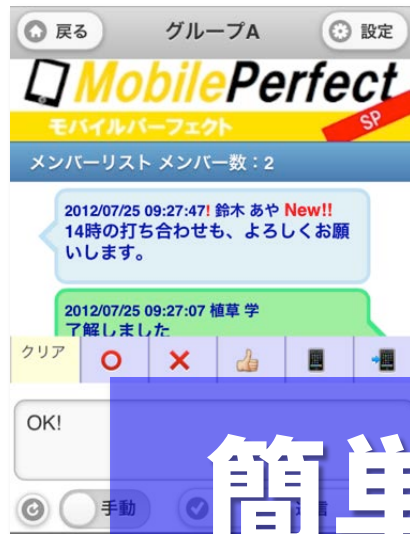 戻る グループA 設定
MobilePerfect
モバイルパーフェクト SP
メンバーリスト メンバー数：2
2012/07/25 09:27:47! 鈴木 あや New!!
14時の打ち合わせも、よろしくお願
いします。
2012/07/25 09:27:07 植草 学
了解しました
クリア
OK!
簡単
手動 送信